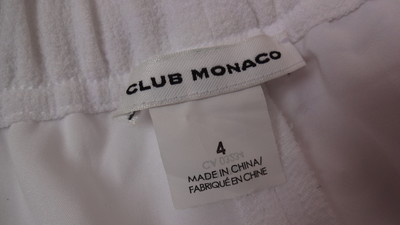 CLUB MONACO
4
MADE IN CHINA/
FABRIQUÉ EN CHINE